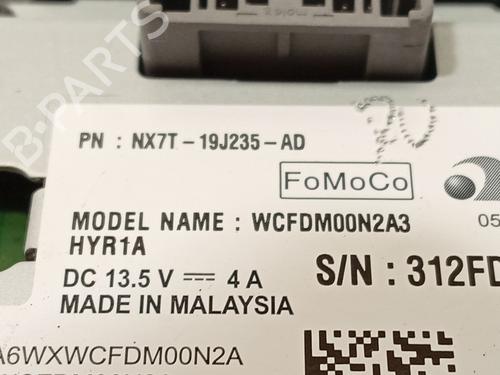 B-PARTS
PN : NX7T-19J235-AD
FoMoCo
05
MODEL NAME : WCFDM00N2A3
HYR1A
DC 13.5 V ⎓ 4 A
S/N : 312FD
MADE IN MALAYSIA
A6WXWCFDM00N2A